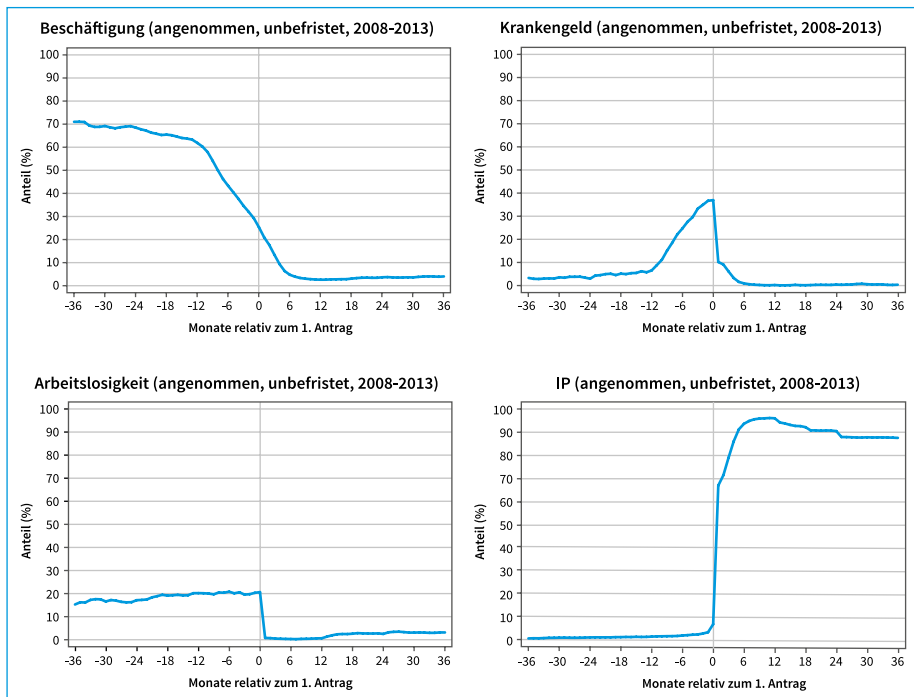 Beschäftigung (angenommen, unbefristet, 2008-2013)
Anteil (%)
100
90
80
70
60
50
40
30
20
10
0
-36 -30 -24 -18 -12 -6 0 6 12 18 24 30 36
Monate relativ zum 1. Antrag
Krankengeld (angenommen, unbefristet, 2008-2013)
Anteil (%)
100
90
80
70
60
50
40
30
20
10
0
-36 -30 -24 -18 -12 -6 0 6 12 18 24 30 36
Monate relativ zum 1. Antrag
Arbeitslosigkeit (angenommen, unbefristet, 2008-2013)
Anteil (%)
100
90
80
70
60
50
40
30
20
10
0
-36 -30 -24 -18 -12 -6 0 6 12 18 24 30 36
Monate relativ zum 1. Antrag
IP (angenommen, unbefristet, 2008-2013)
Anteil (%)
100
90
80
70
60
50
40
30
20
10
0
-36 -30 -24 -18 -12 -6 0 6 12 18 24 30 36
Monate relativ zum 1. Antrag